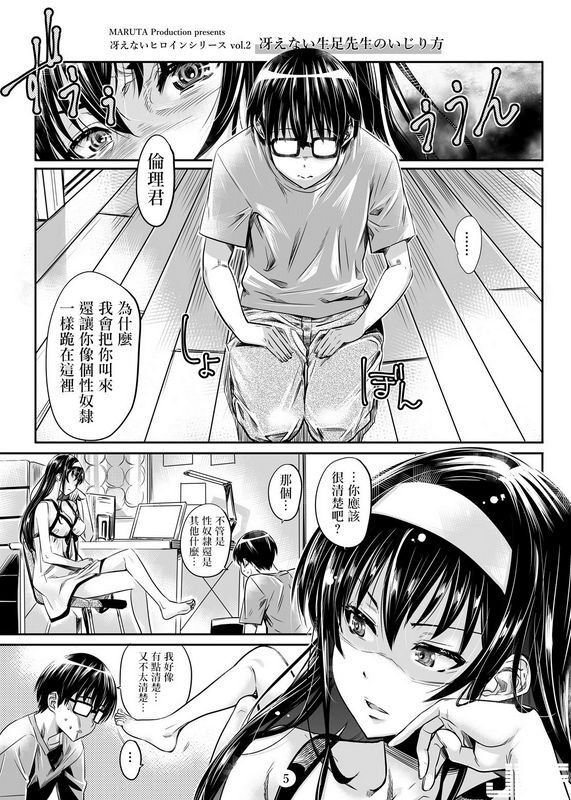 MARUTA Production presents
冴えないヒロインシリーズ vol.2 冴えない生足先生のいじり方
ううん
倫理君
…
為什麼
我會把你叫來
還讓你像個性奴隸
一樣跪在這裡
しょ
ぼん
…你應該
很清楚吧?
那個…
不管是
性奴隸還是
其他什麼…
我好像
有點清楚…
又不太清楚…
…
5